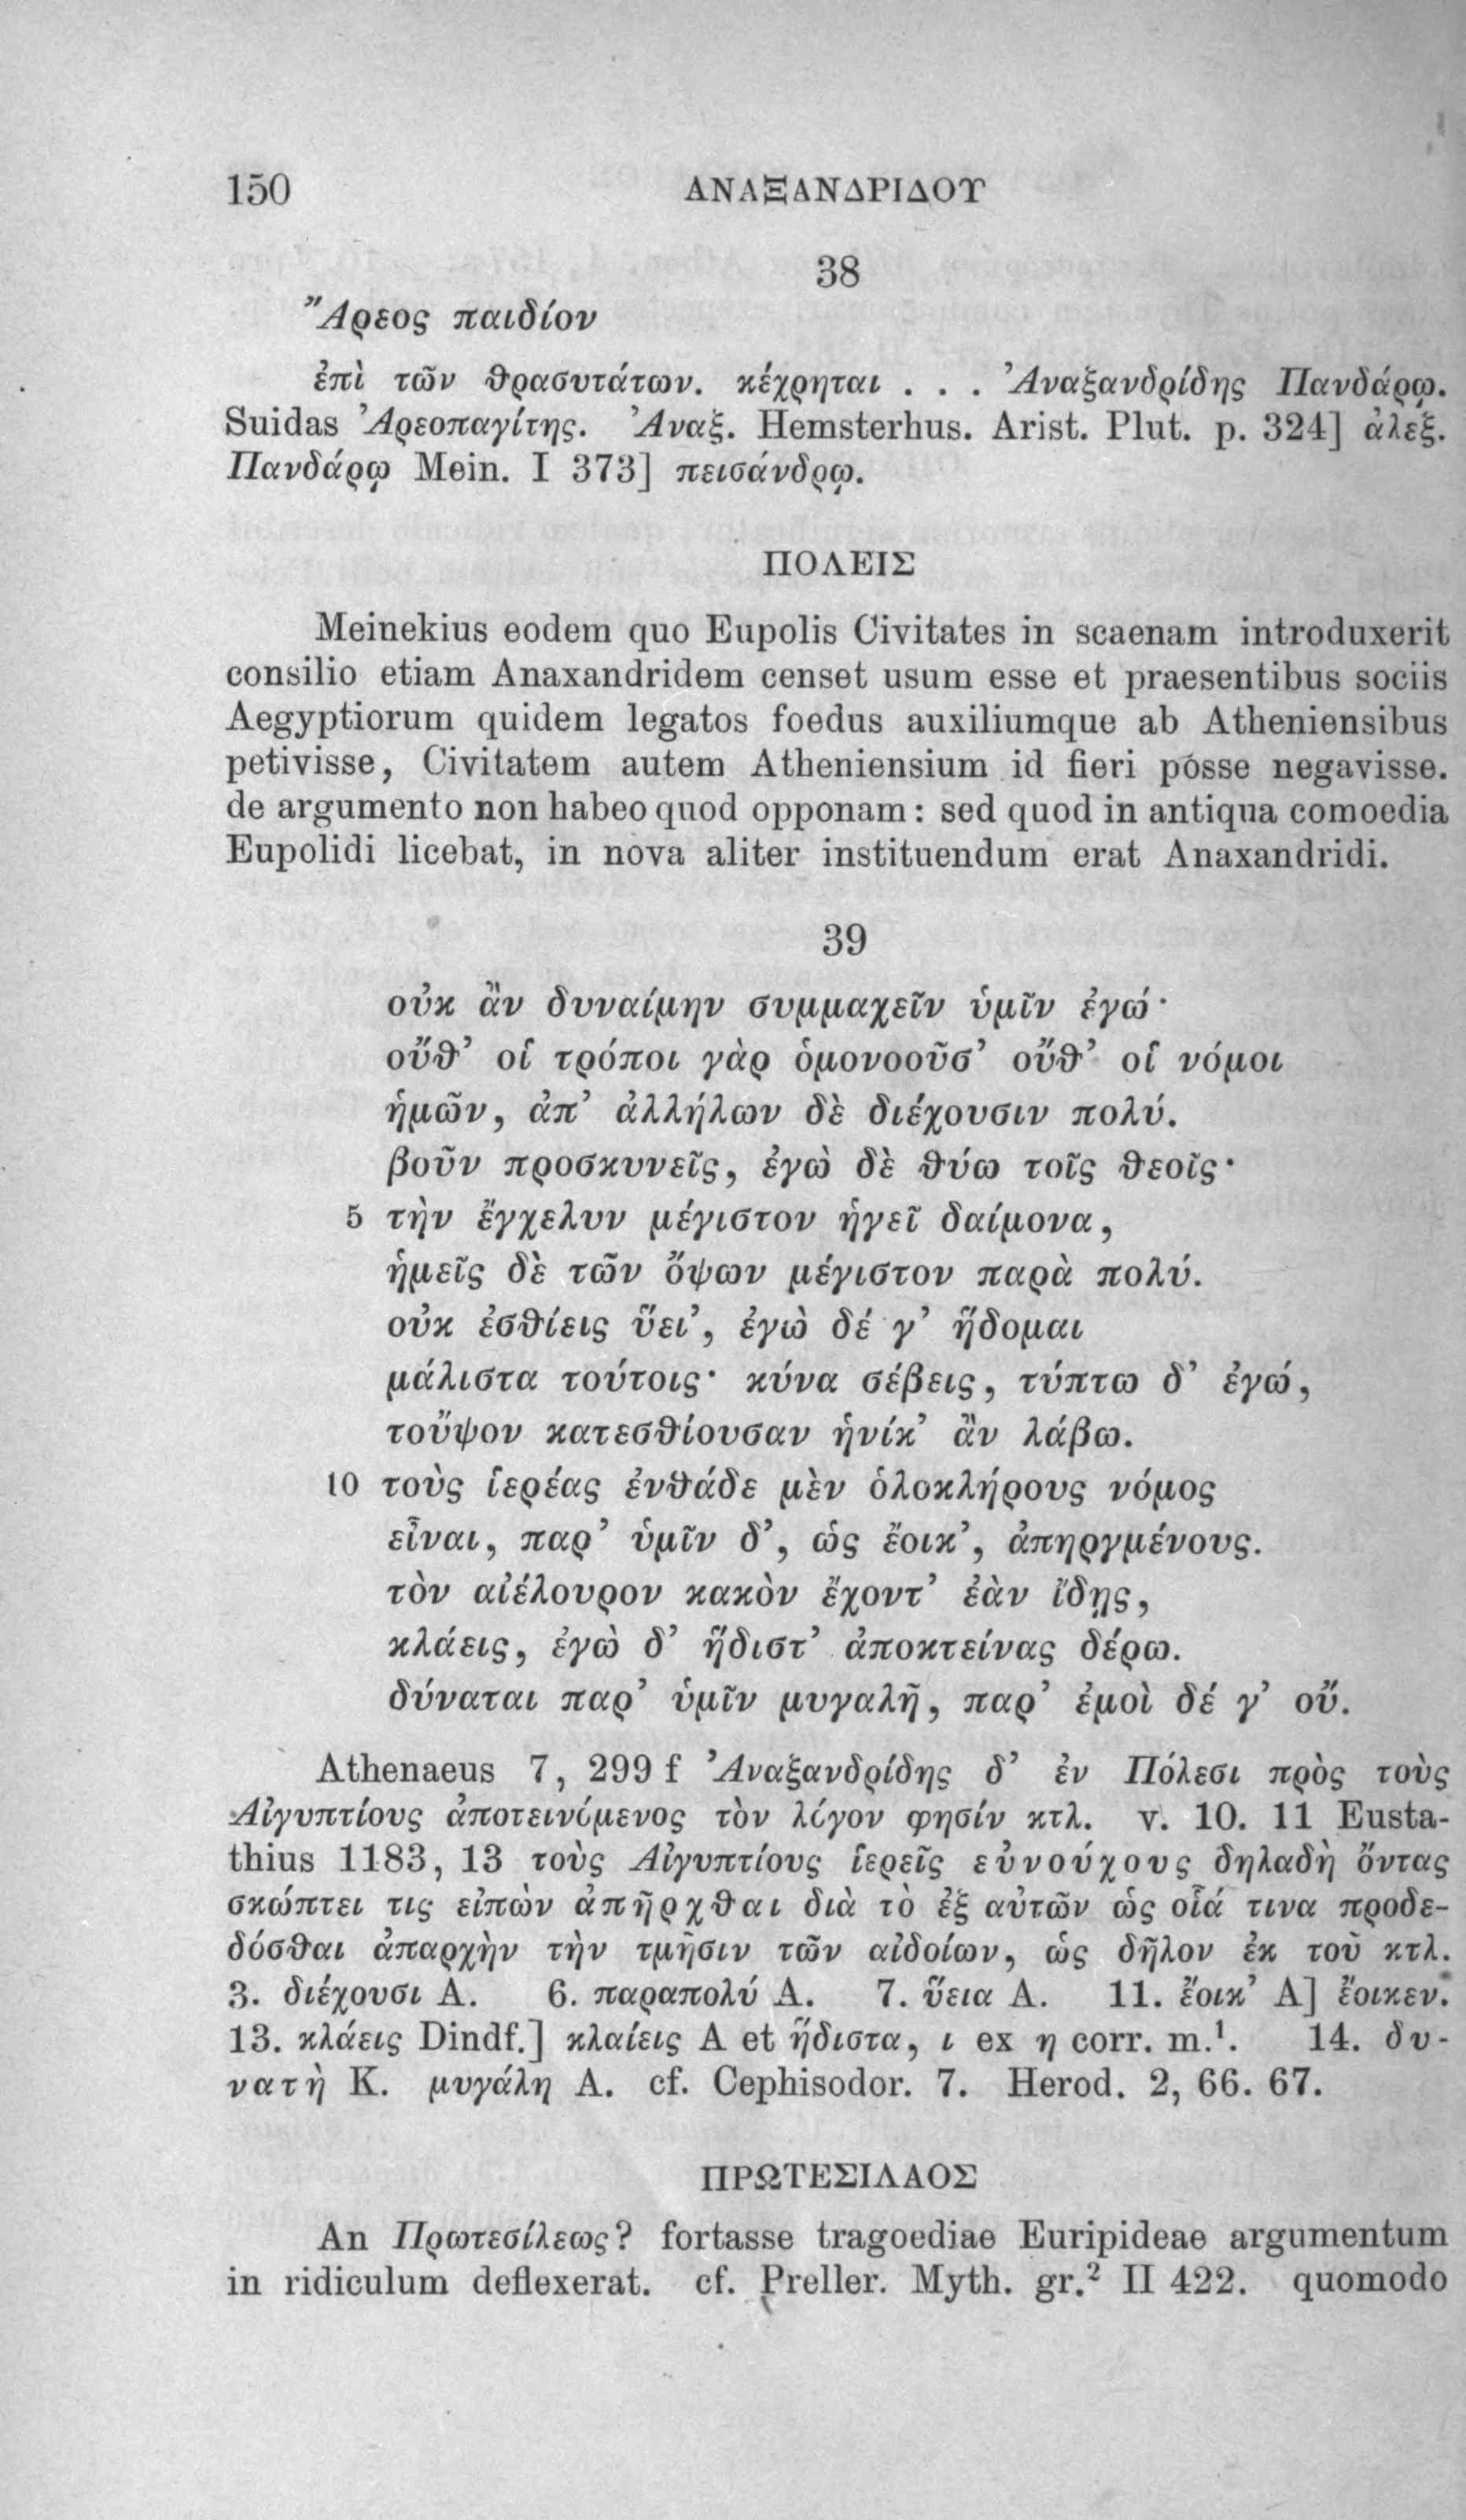 150 ΑΝΑΞΑΝΔΡΙΔΟΥ
38
Ἄρεος παιδίον
ἐπὶ τῶν θρασυτάτων. κέχρηται . . . Ἀναξανδρίδης Πανδάρῳ.
Suidas Ἀρεοπαγίτης. Ἀναξ. Hemsterhus. Arist. Plut. p. 324] ἀλεξ.
Πανδάρῳ Mein. I 373] πεισάνδρῳ.
ΠΟΛΕΙΣ
Meinekius eodem quo Eupolis Civitates in scaenam introduxerit
consilio etiam Anaxandridem censet usum esse et praesentibus sociis
Aegyptiorum quidem legatos foedus auxiliumque ab Atheniensibus
petivisse, Civitatem autem Atheniensium id fieri posse negavisse.
de argumento non habeo quod opponam: sed quod in antiqua comoedia
Eupolidi licebat, in nova aliter instituendum erat Anaxandridi.
39
οὐκ ἂν δυναίμην συμμαχεῖν ὑμῖν ἐγώ·
οὔθ’ οἱ τρόποι γὰρ ὁμονοοῦσ’ οὔθ’ οἱ νόμοι
ἡμῶν, ἀπ’ ἀλλήλων δὲ διέχουσιν πολύ.
βοῦν προσκυνεῖς, ἐγὼ δὲ θύω τοῖς θεοῖς·
5 τὴν ἔγχελυν μέγιστον ἡγεῖ δαίμονα,
ἡμεῖς δὲ τῶν ὄψων μέγιστον παρὰ πολύ.
οὐκ ἐσθίεις ὕει’, ἐγὼ δέ γ’ ἥδομαι
μάλιστα τούτοις· κύνα σέβεις, τύπτω δ’ ἐγώ,
τοὔψον κατεσθίουσαν ἡνίκ’ ἂν λάβω.
10 τοὺς ἱερέας ἐνθάδε μὲν ὁλοκλήρους νόμος
εἶναι, παρ’ ὑμῖν δ’, ὡς ἔοικ’, ἀπηργμένους.
τὸν αἰέλουρον κακὸν ἔχοντ’ ἐὰν ἴδῃς,
κλάεις, ἐγὼ δ’ ἥδιστ’ ἀποκτείνας δέρω.
δύναται παρ’ ὑμῖν μυγαλῆ, παρ’ ἐμοὶ δέ γ’ οὔ.
Athenaeus 7, 299 f Ἀναξανδρίδης δ’ ἐν Πόλεσι πρὸς τοὺς
Αἰγυπτίους ἀποτεινόμενος τὸν λόγον φησίν κτλ. v. 10. 11 Eusta-
thius 1183, 13 τοὺς Αἰγυπτίους ἱερεῖς εὐνούχους δηλαδὴ ὄντας
σκώπτει τις εἰπὼν ἀπῆρχθαι διὰ τὸ ἐξ αὐτῶν ὡς οἷά τινα προδε-
δόσθαι ἀπαρχὴν τὴν τμῆσιν τῶν αἰδοίων, ὡς δῆλον ἐκ τοῦ κτλ.
3. διέχουσι A. 6. παραπολύ A. 7. ὕεια A. 11. ἔοικ’ A] ἔοικεν.
13. κλάεις Dindf.] κλαίεις A et ἥδιστα, ι ex η corr. m.¹. 14. δυ-
νατὴ K. μυγάλη A. cf. Cephisodor. 7. Herod. 2, 66. 67.
ΠΡΩΤΕΣΙΛΑΟΣ
An Πρωτεσίλεως? fortasse tragoediae Euripideae argumentum
in ridiculum deflexerat. cf. Preller. Myth. gr.² II 422. quomodo